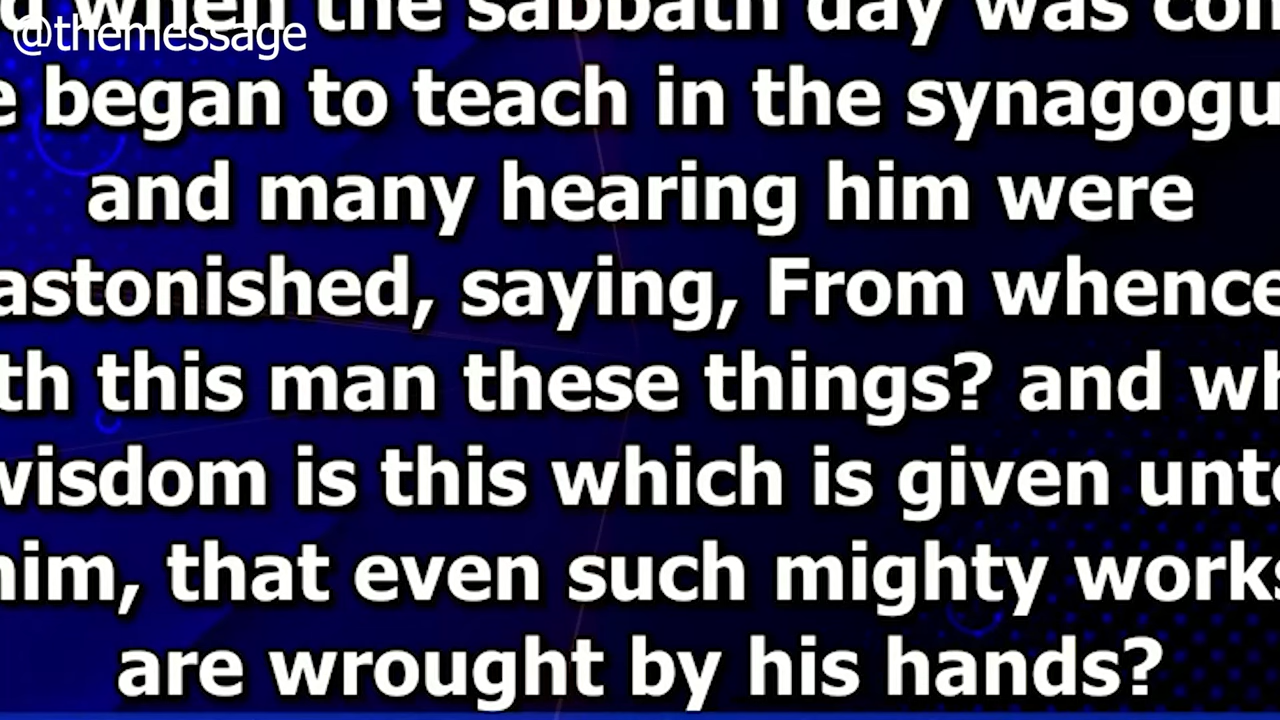 @themessage
when the sabbath day was
began to teach in the
and many hearing him were
astonished, saying, From whence
this man these things? and
wisdom is this which is given
him, that even such mighty works
are wrought by his hands?